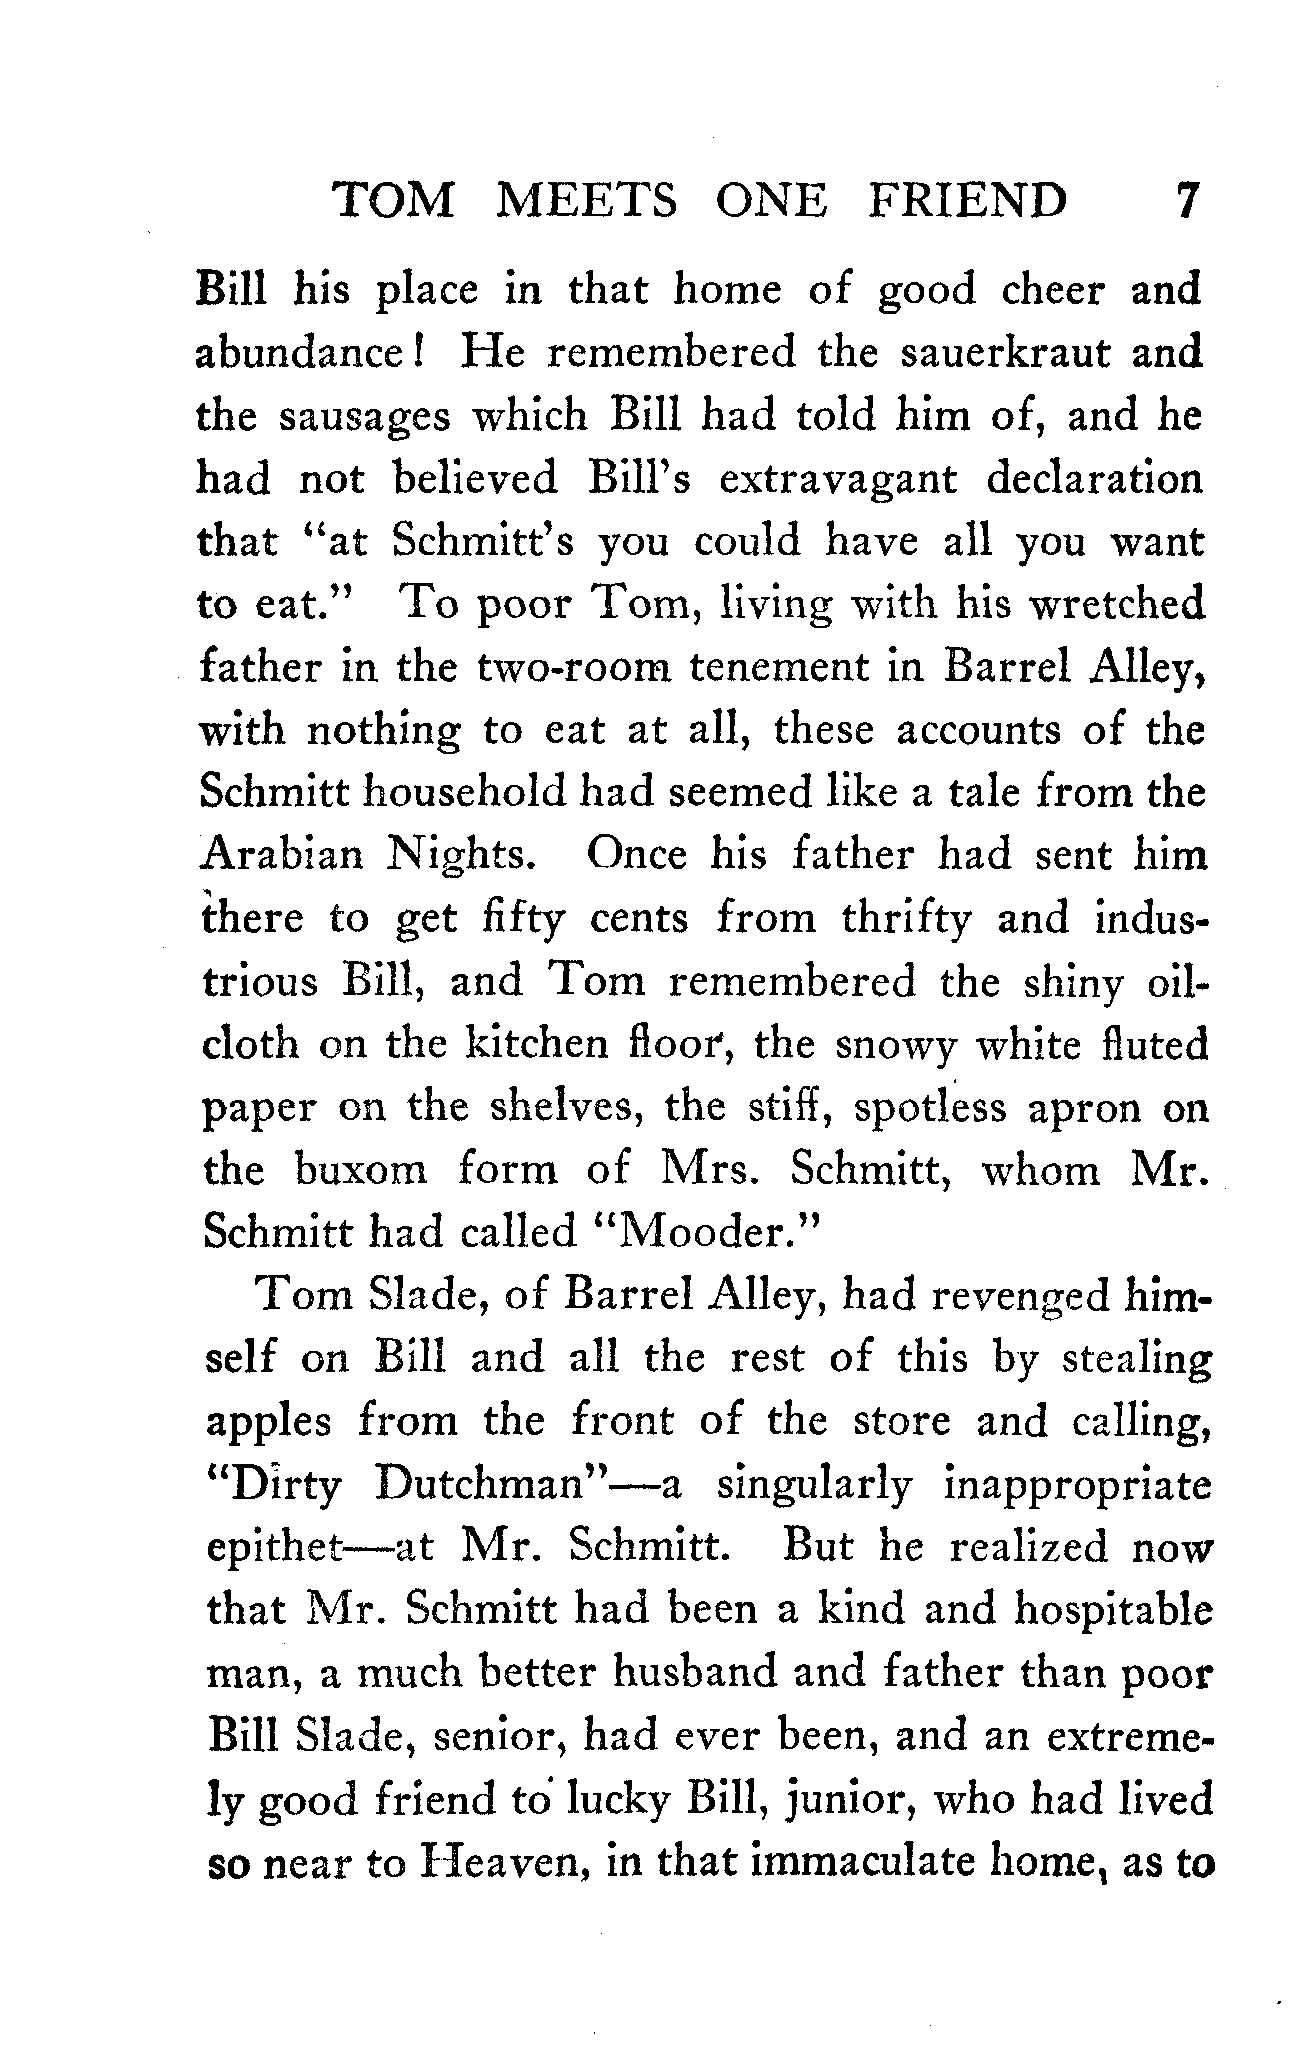 TOM MEETS ONE FRIEND 7
Bill his place in that home of good cheer and
abundance! He remembered the sauerkraut and
the sausages which Bill had told him of, and he
had not believed Bill's extravagant declaration
that "at Schmitt's you could have all you want
to eat." To poor Tom, living with his wretched
father in the two-room tenement in Barrel Alley,
with nothing to eat at all, these accounts of the
Schmitt household had seemed like a tale from the
Arabian Nights. Once his father had sent him
there to get fifty cents from thrifty and indus-
trious Bill, and Tom remembered the shiny oil-
cloth on the kitchen floor, the snowy white fluted
paper on the shelves, the stiff, spotless apron on
the buxom form of Mrs. Schmitt, whom Mr.
Schmitt had called "Mooder."
Tom Slade, of Barrel Alley, had revenged him-
self on Bill and all the rest of this by stealing
apples from the front of the store and calling,
"Dirty Dutchman"—a singularly inappropriate
epithet—at Mr. Schmitt. But he realized now
that Mr. Schmitt had been a kind and hospitable
man, a much better husband and father than poor
Bill Slade, senior, had ever been, and an extreme-
ly good friend to lucky Bill, junior, who had lived
so near to Heaven, in that immaculate home, as to